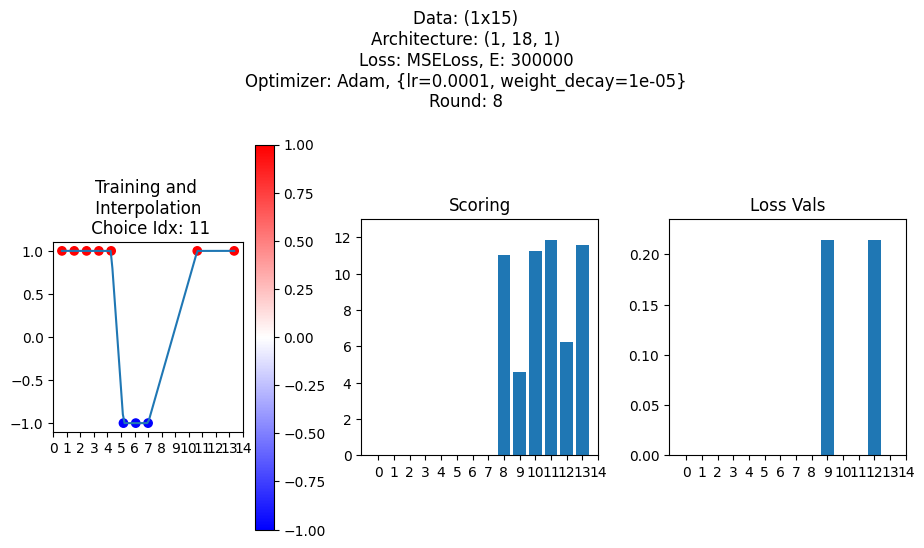 Data: (1x15)
Architecture: (1, 18, 1)
Loss: MSELoss, E: 300000
Optimizer: Adam, {lr=0.0001, weight_decay=1e-05}
Round: 8
Training and
Interpolation
Choice Idx: 11
1.0
0.5
0.0
−0.5
−1.0
0 1 2 3 4 5 6 7 8 9 10 11 12 13 14
1.00
0.75
0.50
0.25
0.00
−0.25
−0.50
−0.75
−1.00
Scoring
12
10
8
6
4
2
0
0 1 2 3 4 5 6 7 8 9 10 11 12 13 14
Loss Vals
0.20
0.15
0.10
0.05
0.00
0 1 2 3 4 5 6 7 8 9 10 11 12 13 14